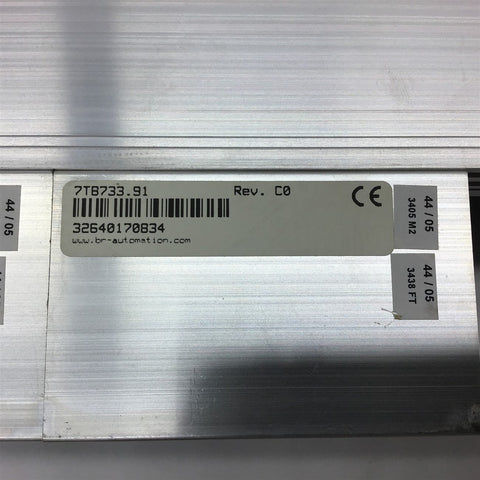 7TB733.91 Rev. C0
32640170834
www.br-automation.com
CE
44 / 05
3405 M2
44 / 05
3438 FT
44 / 05